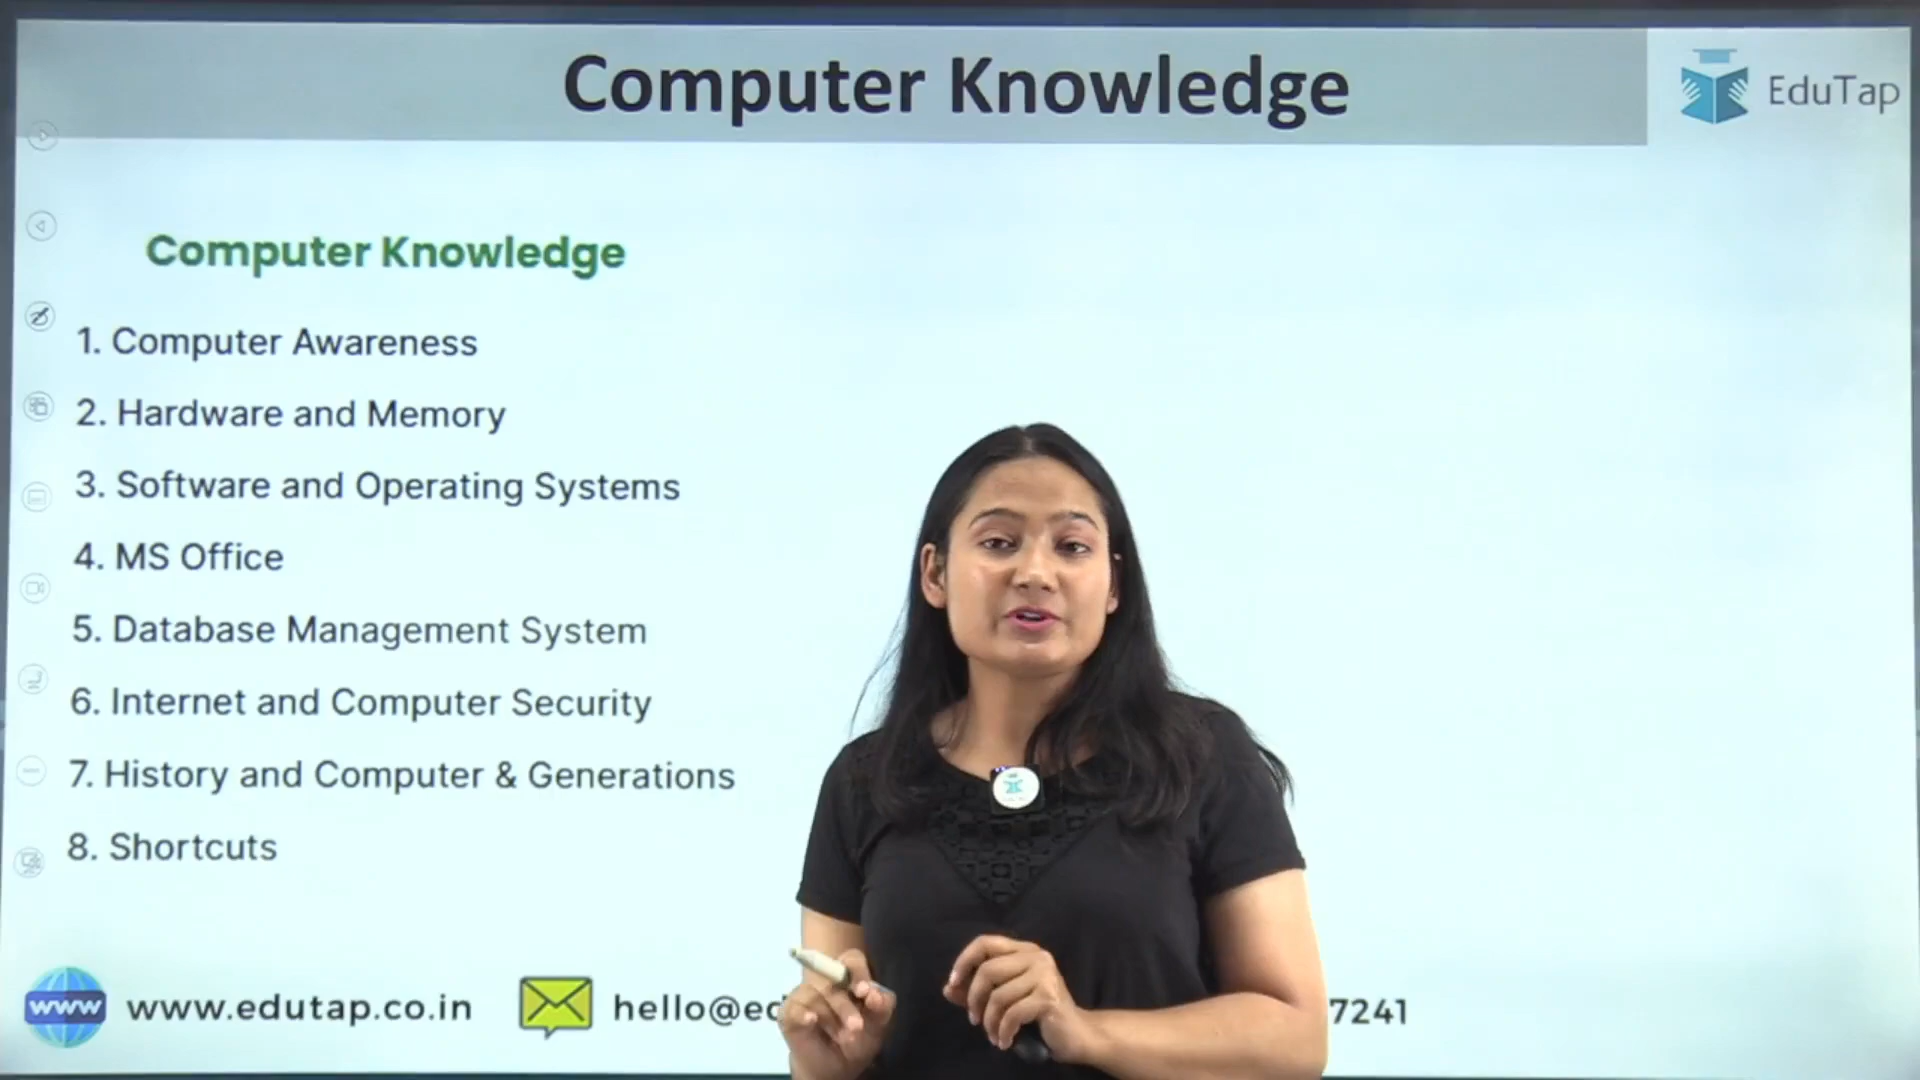 Computer Knowledge
EduTap
Computer Knowledge
1. Computer Awareness
2. Hardware and Memory
3. Software and Operating Systems
4. MS Office
5. Database Management System
6. Internet and Computer Security
7. History and Computer & Generations
8. Shortcuts
www www.edutap.co.in hello@ed 7241